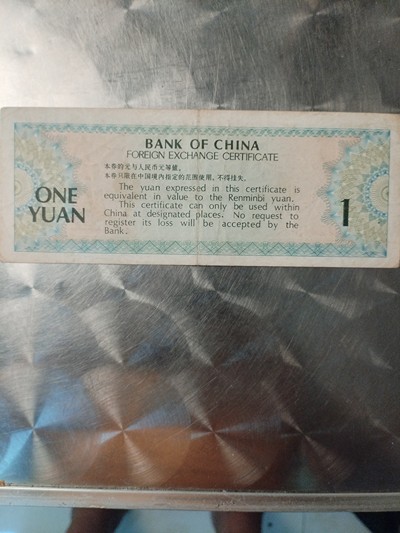 BANK OF CHINA
FOREIGN EXCHANGE CERTIFICATE
本券的元与人民币元等值。
本券只能在中国境内指定的范围使用，不得挂失。
ONE
YUAN
The yuan expressed in this certificate is
equivalent in value to the Renminbi yuan.
This certificate can only be used within
China at designated places. No request to
register its loss will be accepted by the
Bank.
1